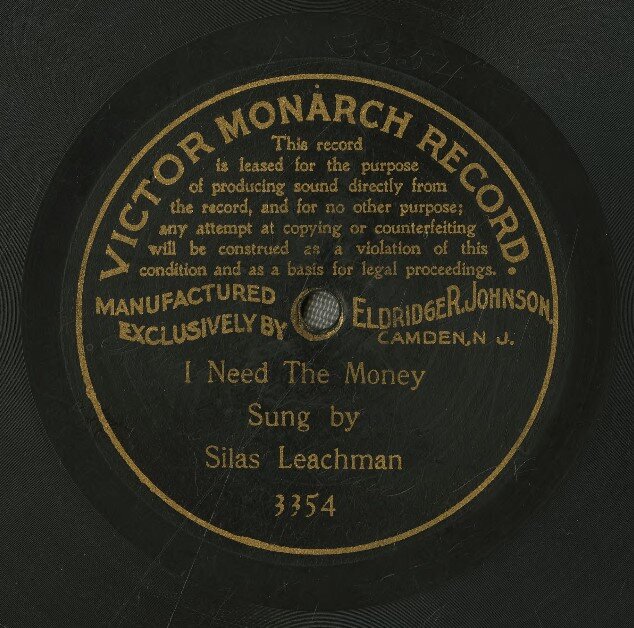 3354
VICTOR MONARCH RECORD.
This record
is leased for the purpose
of producing sound directly from
the record, and for no other purpose;
any attempt at copying or counterfeiting
will be construed as a violation of this
condition and as a basis for legal proceedings.
MANUFACTURED
EXCLUSIVELY BY
ELDRIDGE R. JOHNSON,
CAMDEN, N J.
I Need The Money
Sung by
Silas Leachman
3354